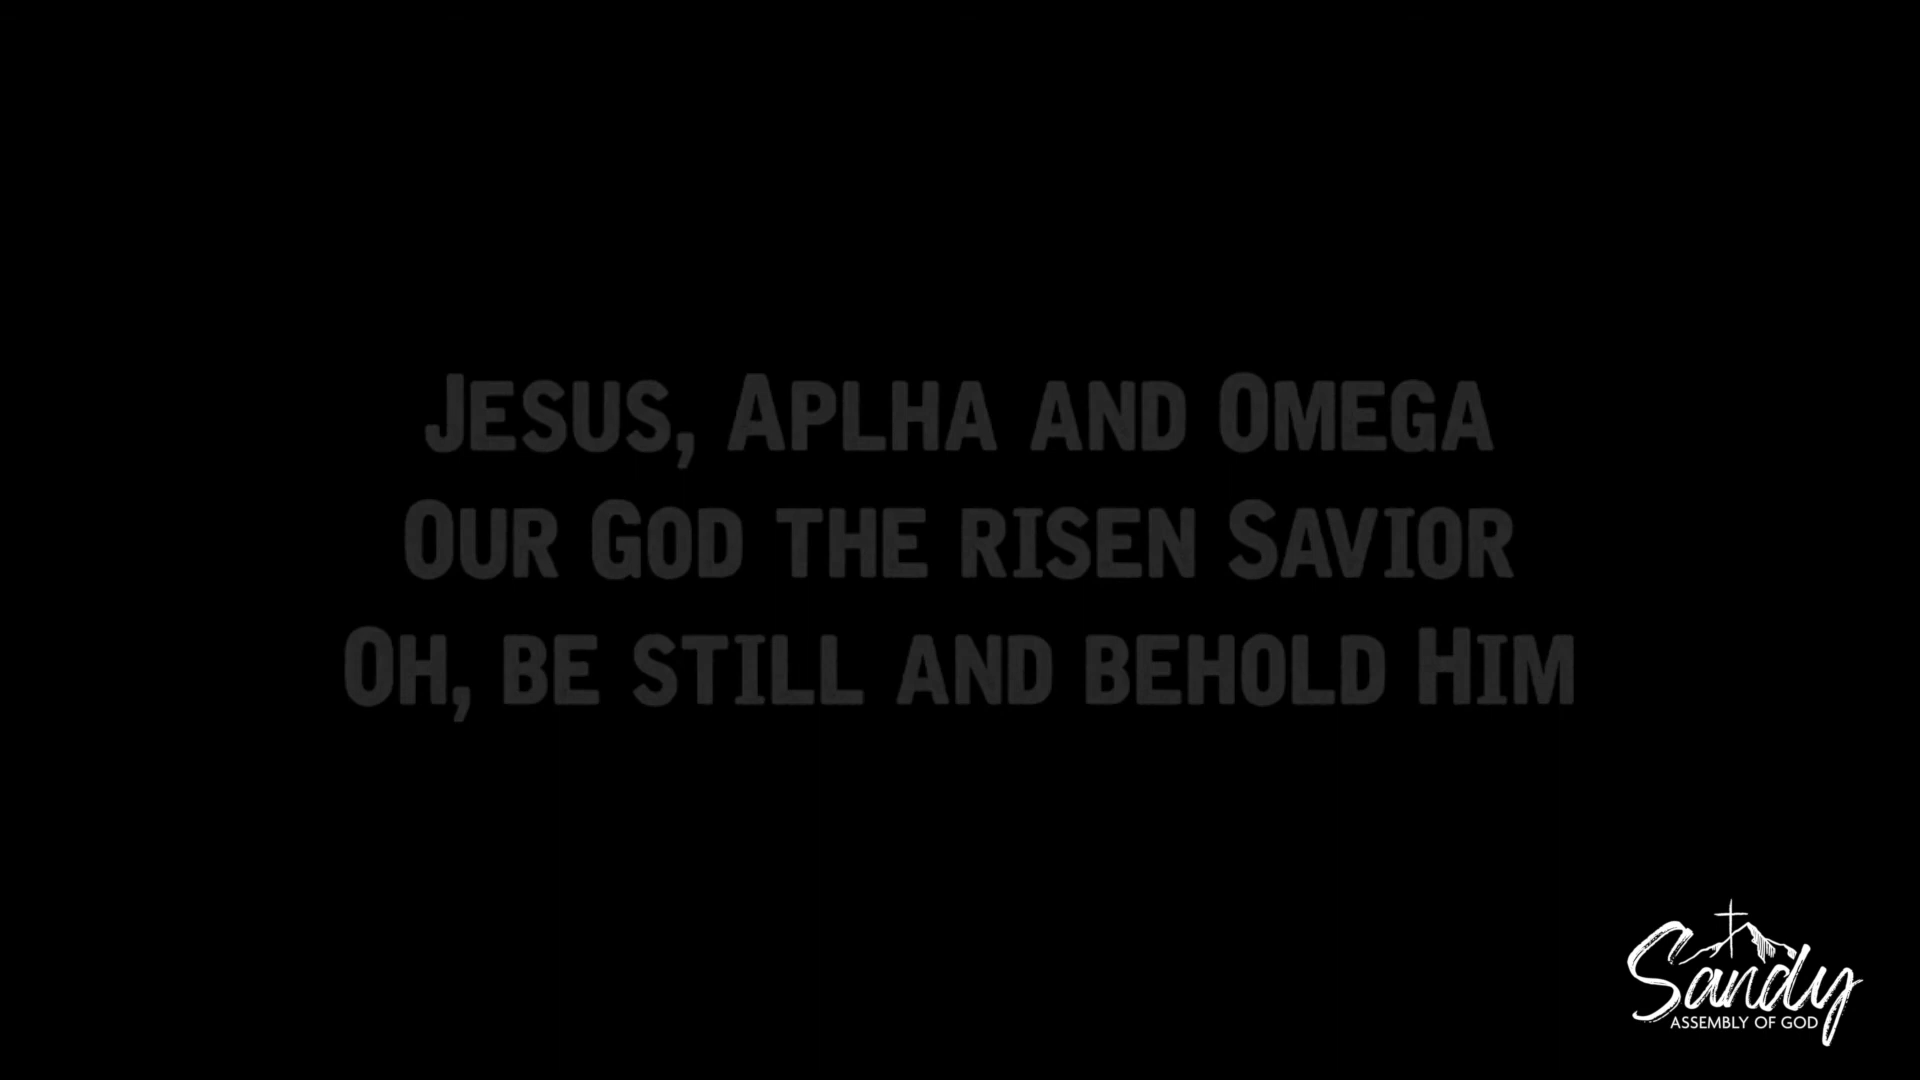 Jesus, Aplha and Omega
Our God the risen Savior
Oh, be still and behold Him
Sandy
ASSEMBLY OF GOD